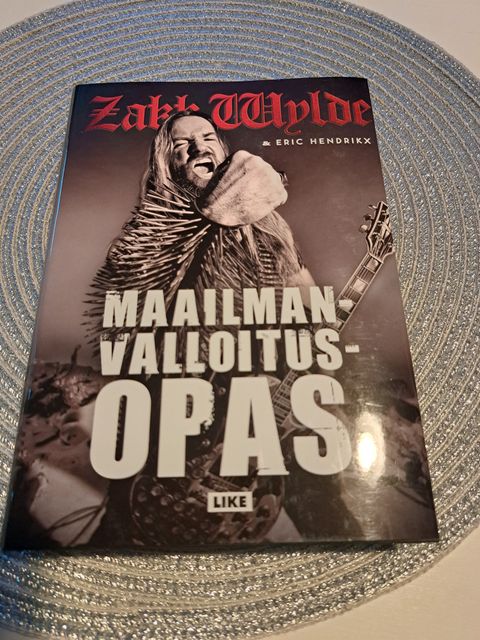 Zakk Wylde
& ERIC HENDRIKX
MAAILMAN-
VALLOITUS-
OPAS
LIKE